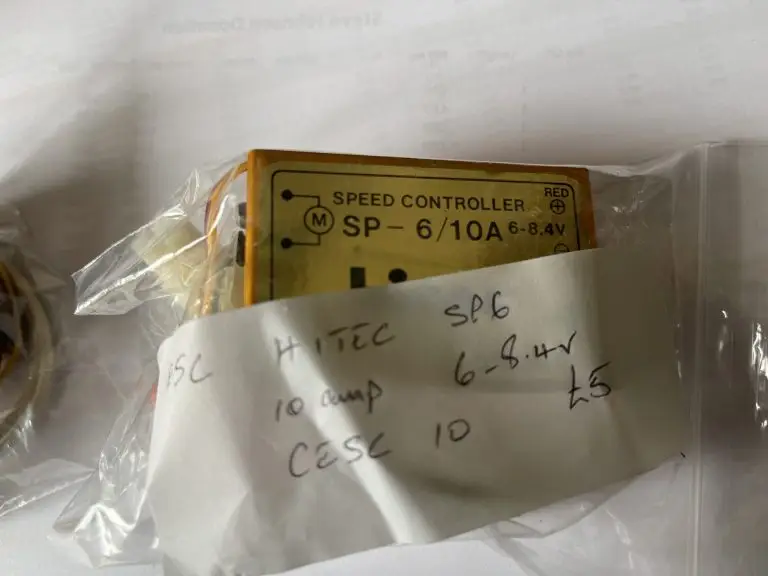 RED
SPEED CONTROLLER
M
SP - 6/10A 6-8.4V
ESC HITEC SP6
10 amp 6-8.4v
CESC 10 £5